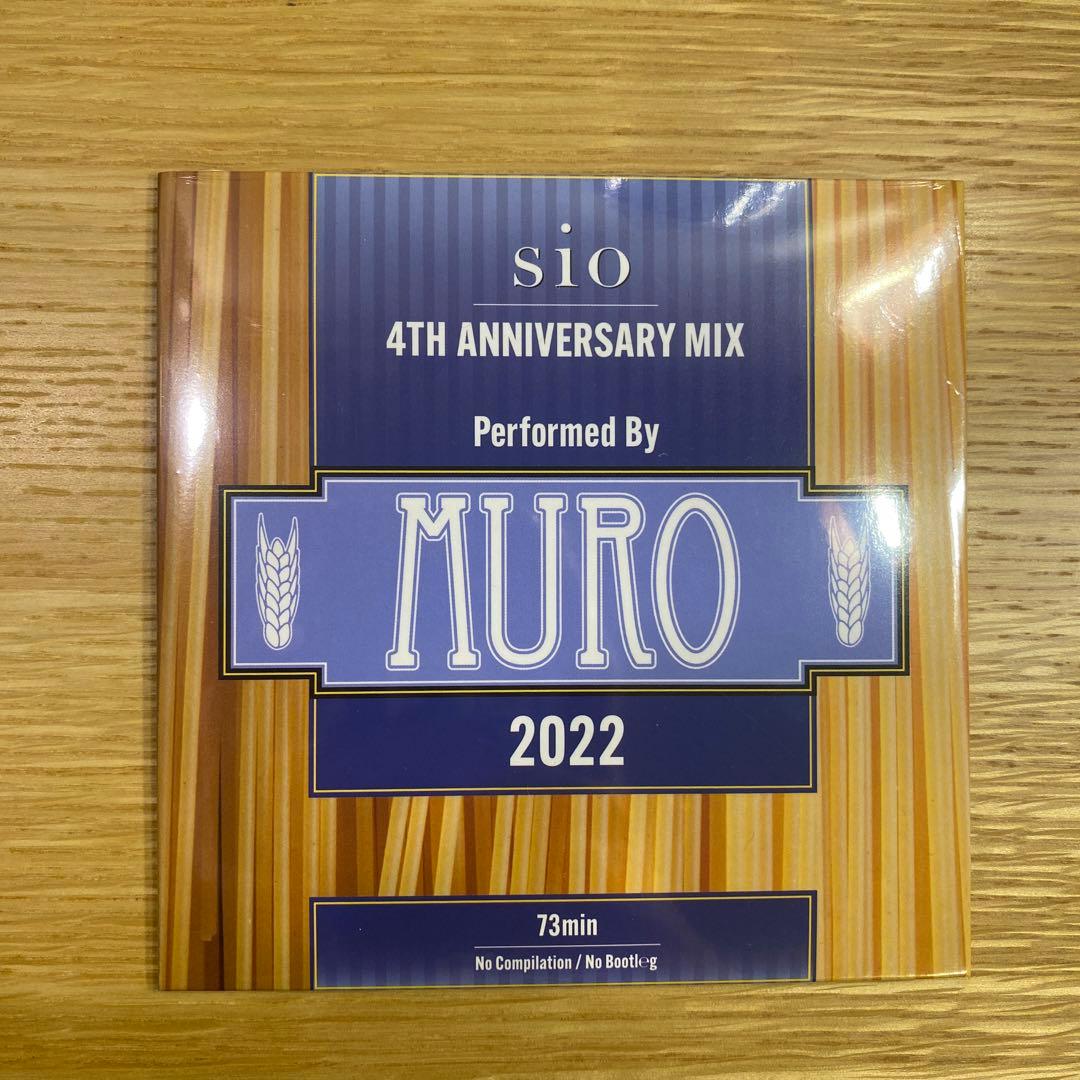 sio
4TH ANNIVERSARY MIX
Performed By
MURO
2022
73min
No Compilation / No Bootleg